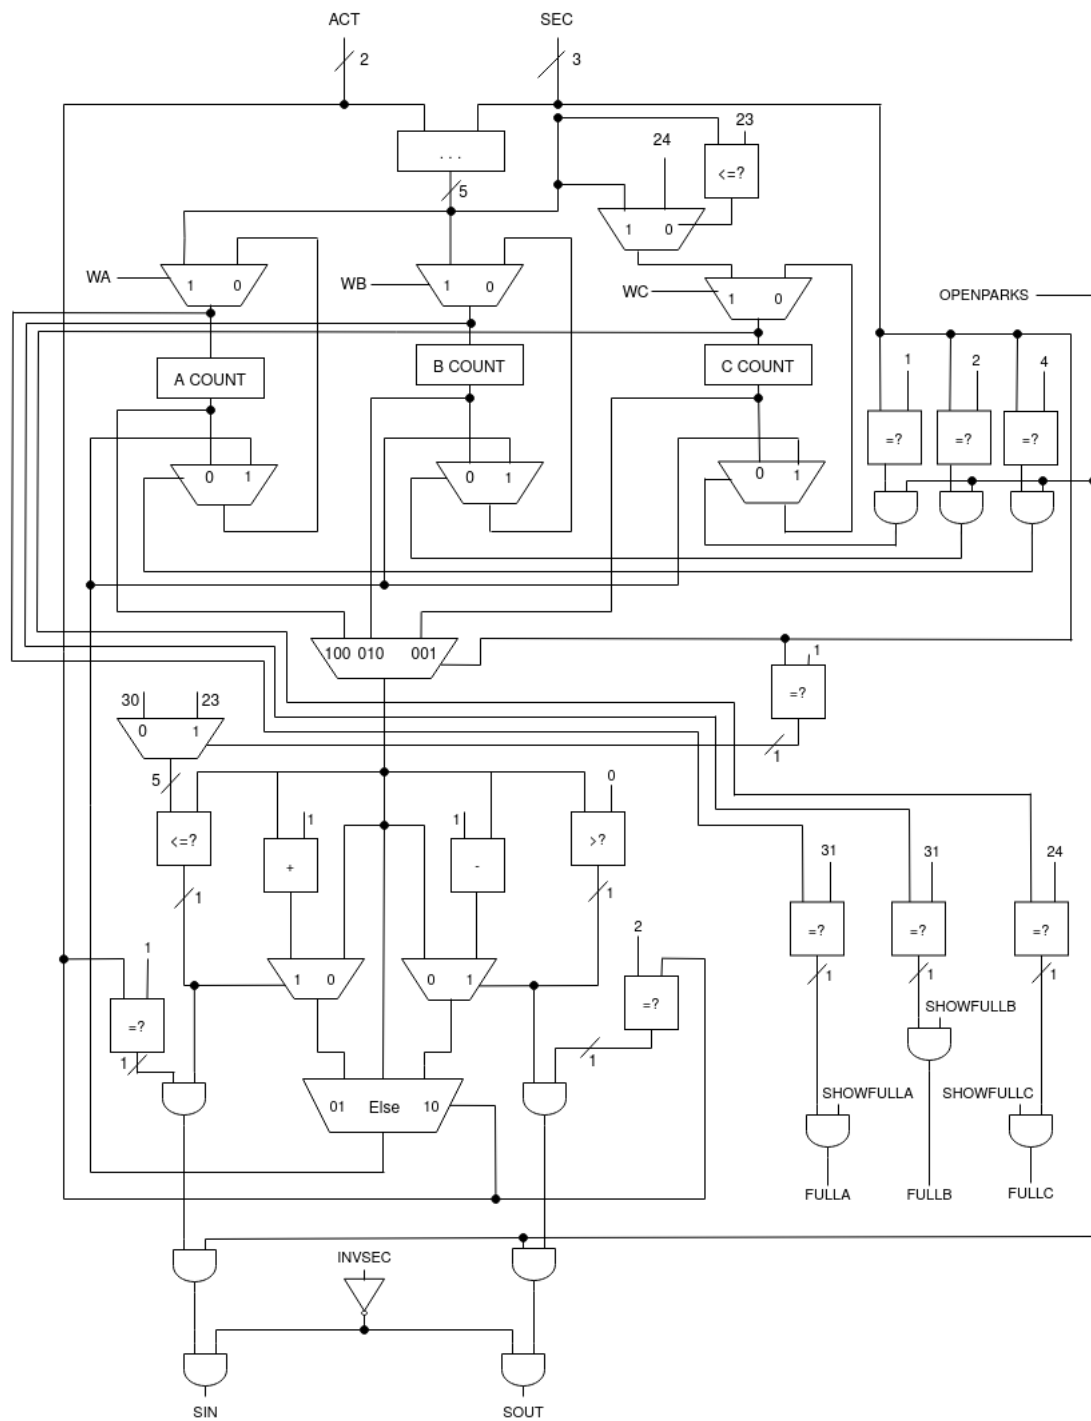 ACT SEC
2 3
23
24
. . . <=?
5
1 0
WA 1 0 WB 1 0 WC 1 0
OPENPARKS
A COUNT B COUNT C COUNT
1 2 4
=? =? =?
0 1 0 1 0 1
100 010 001
1
=?
30 23
0 1
1
5 0
1 1
<=? + - >?
31 31 24
1 1
=? =? =?
1 0 0 1
1 2
=? =?
1 1 1
SHOWFULLB
1 1
SHOWFULLA SHOWFULLC
01 Else 10
FULLA FULLB FULLC
INVSEC
SIN SOUT